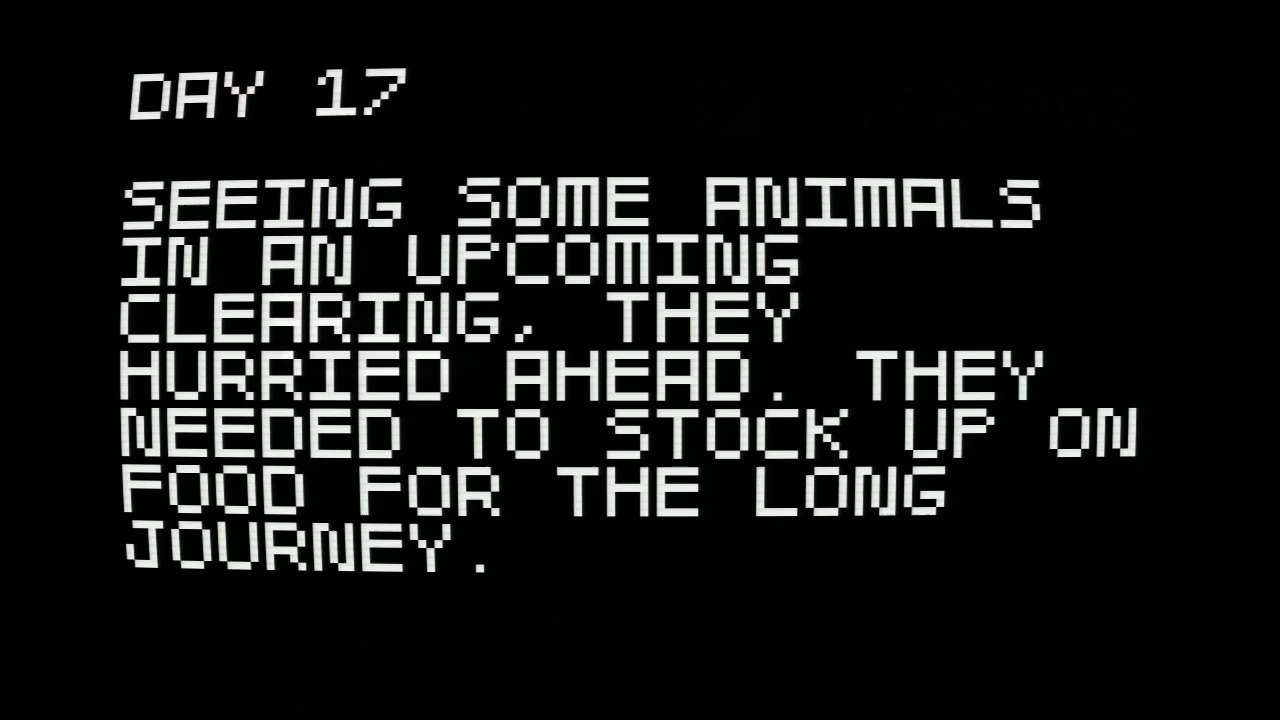 DAY 17
SEEING SOME ANIMALS
IN AN UPCOMING
CLEARING, THEY
HURRIED AHEAD. THEY
NEEDED TO STOCK UP ON
FOOD FOR THE LONG
JOURNEY.